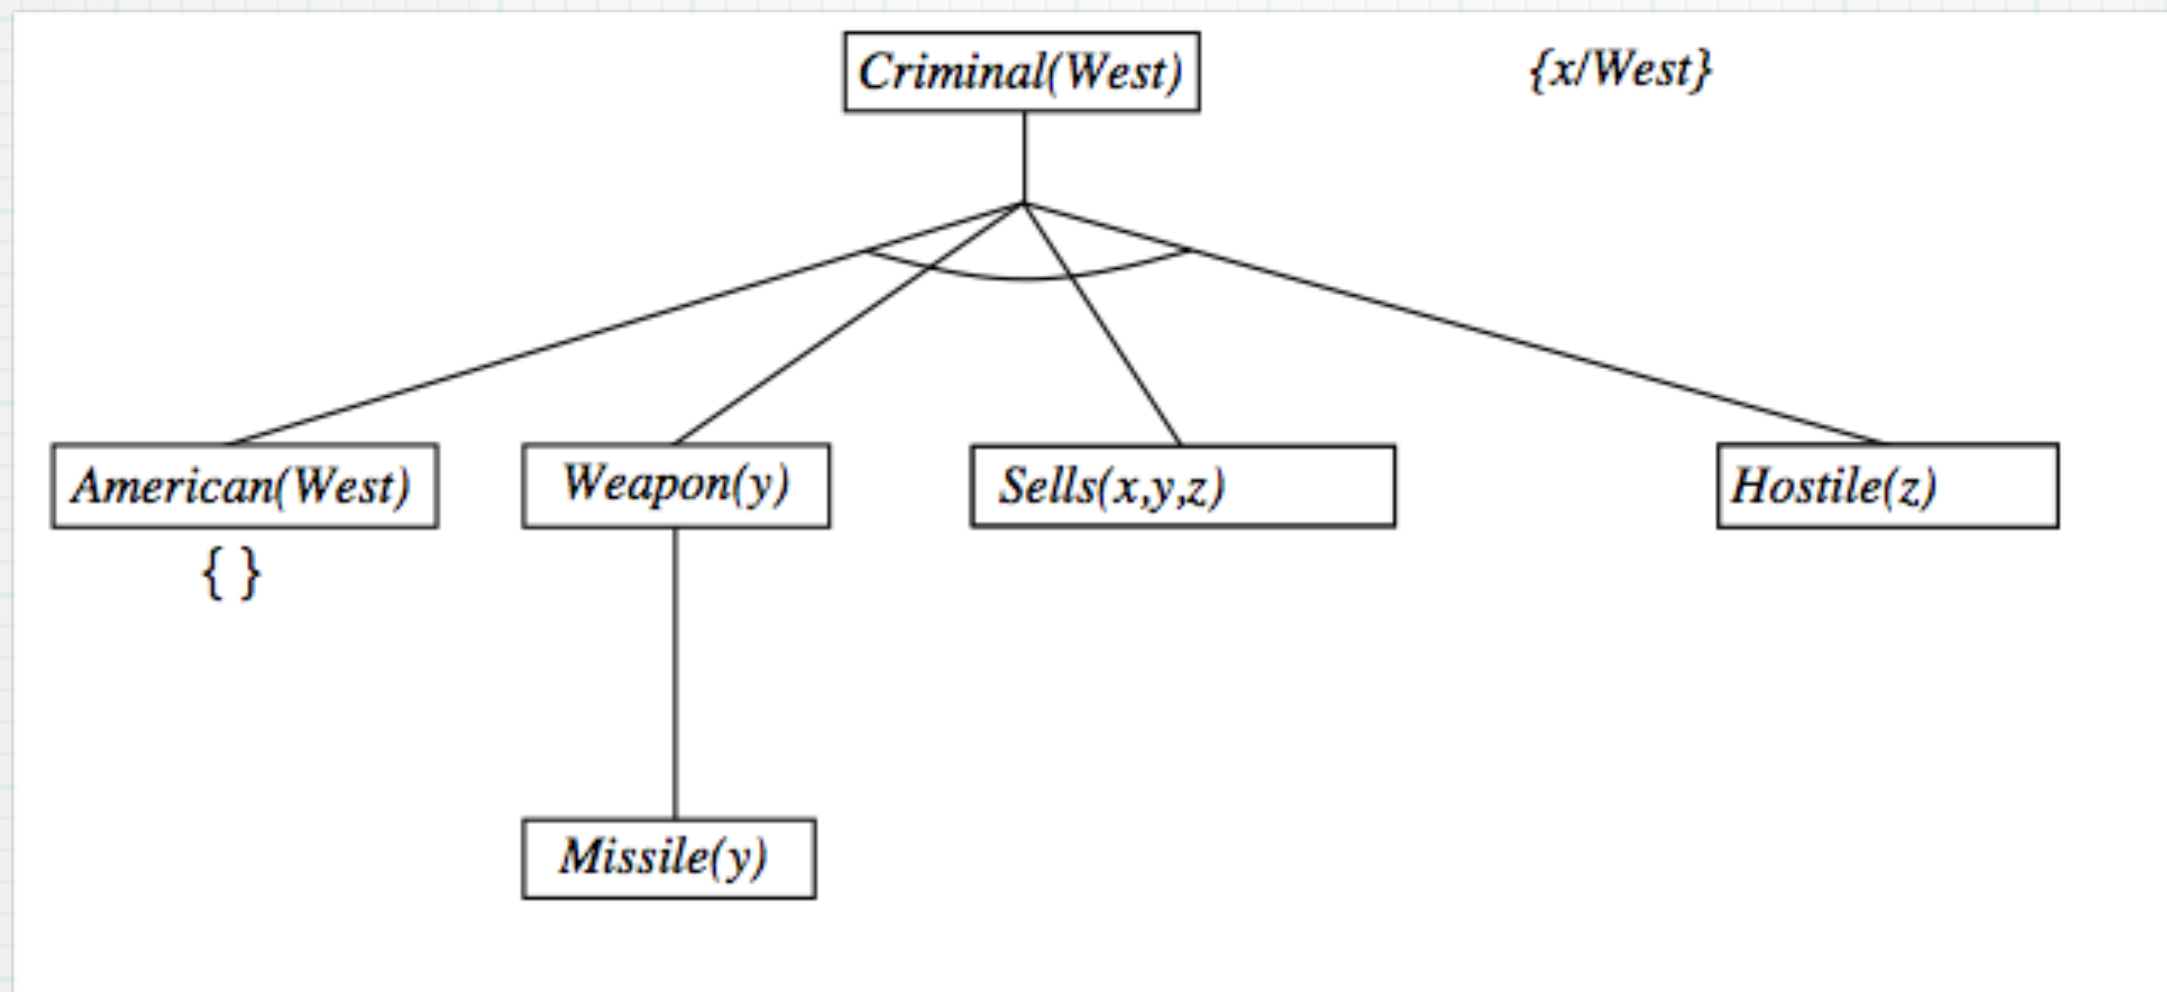 Criminal(West)
{x/West}
American(West)
Weapon(y)
Sells(x,y,z)
Hostile(z)
{ }
Missile(y)